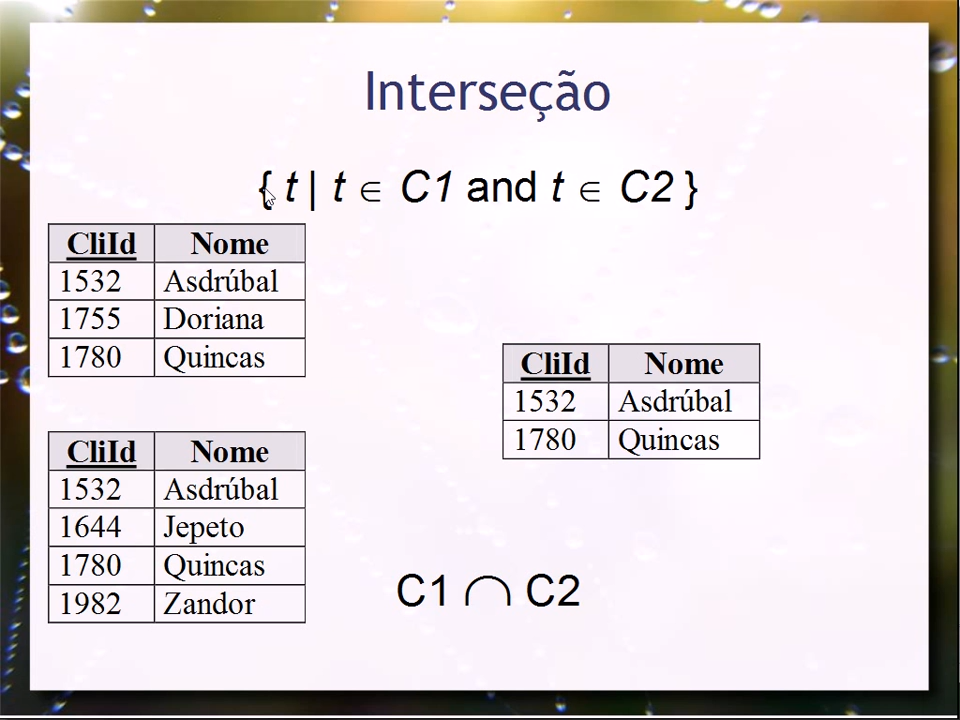 Interseção
{ t | t ∈ C1 and t ∈ C2 }
CliId Nome
1532 Asdrúbal
1755 Doriana
1780 Quincas
CliId Nome
1532 Asdrúbal
1644 Jepeto
1780 Quincas
1982 Zandor
CliId Nome
1532 Asdrúbal
1780 Quincas
C1 ∩ C2